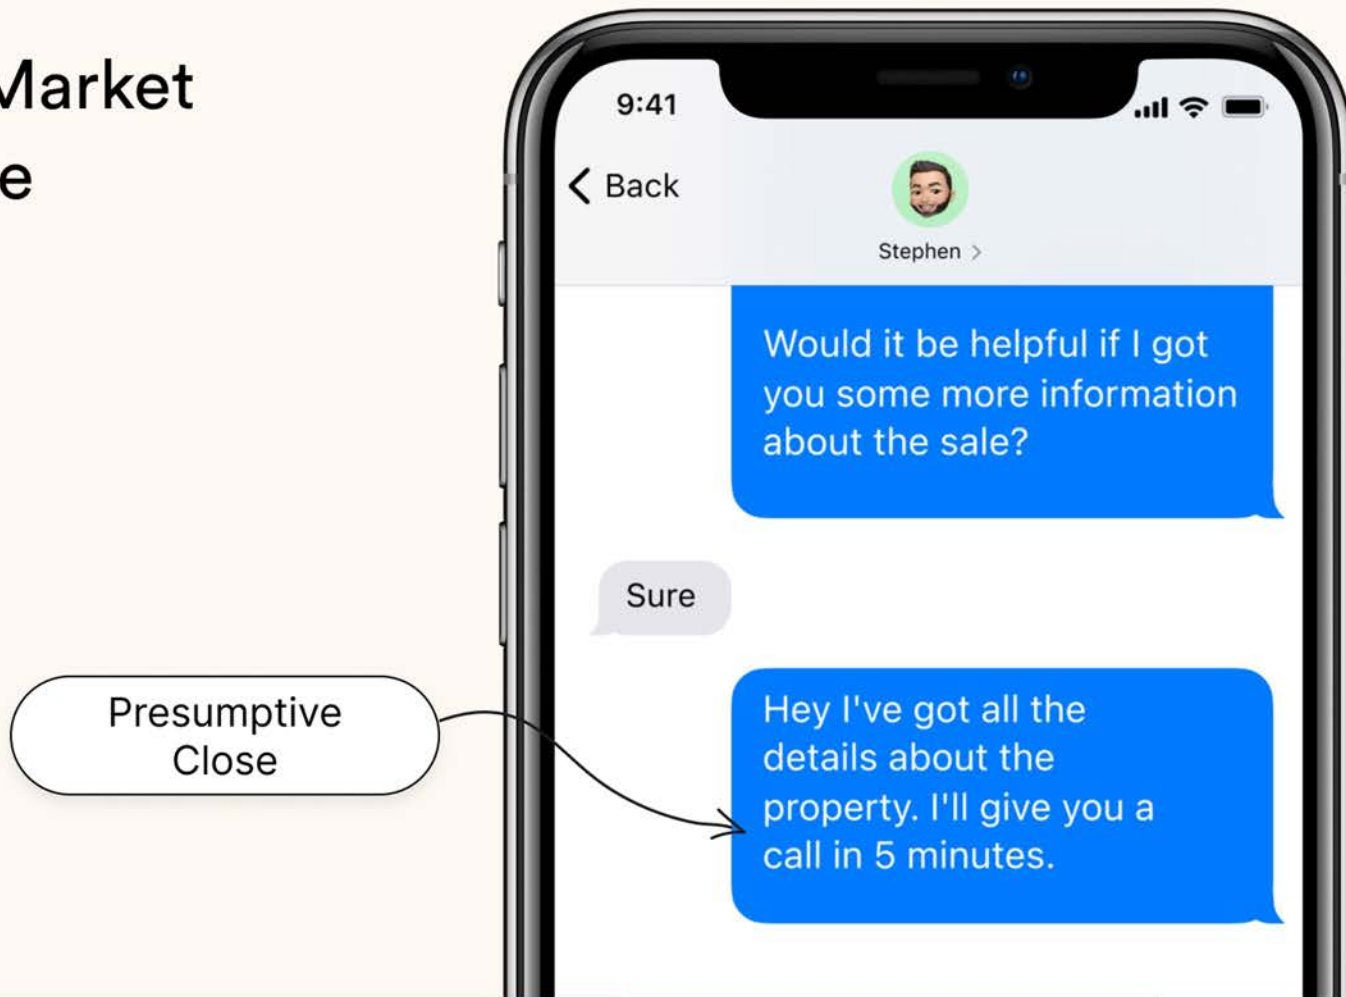 Market
e
9:41
Back
Stephen
Would it be helpful if I got
you some more information
about the sale?
Sure
Presumptive
Close
Hey I've got all the
details about the
property. I'll give you a
call in 5 minutes.